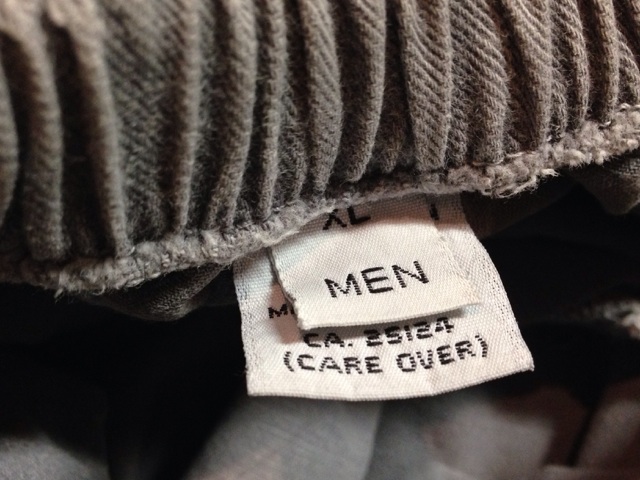 XL
MEN
CA. 25124
(CARE OVER)